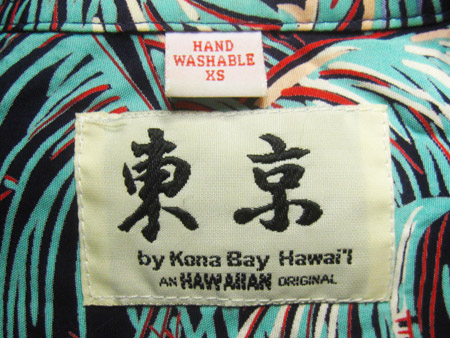 HAND
WASHABLE
XS
東京
by Kona Bay Hawai'i
AN HAWAIIAN ORIGINAL